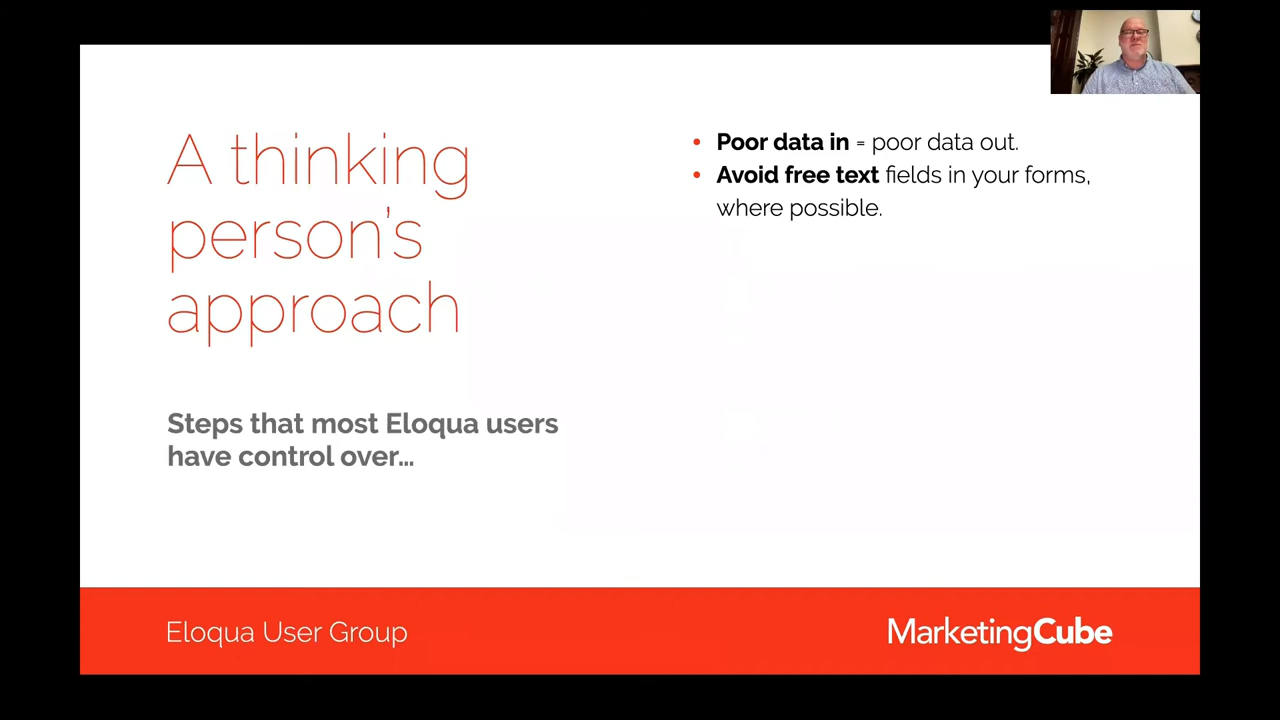 A thinking
person's
approach
Steps that most Eloqua users
have control over...
• Poor data in = poor data out.
• Avoid free text fields in your forms,
where possible.
Eloqua User Group
MarketingCube